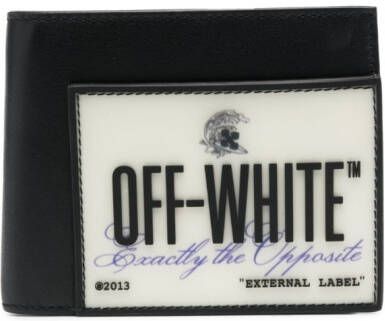 OFF-WHITE™
Exactly the Opposite
©2013 "EXTERNAL LABEL"